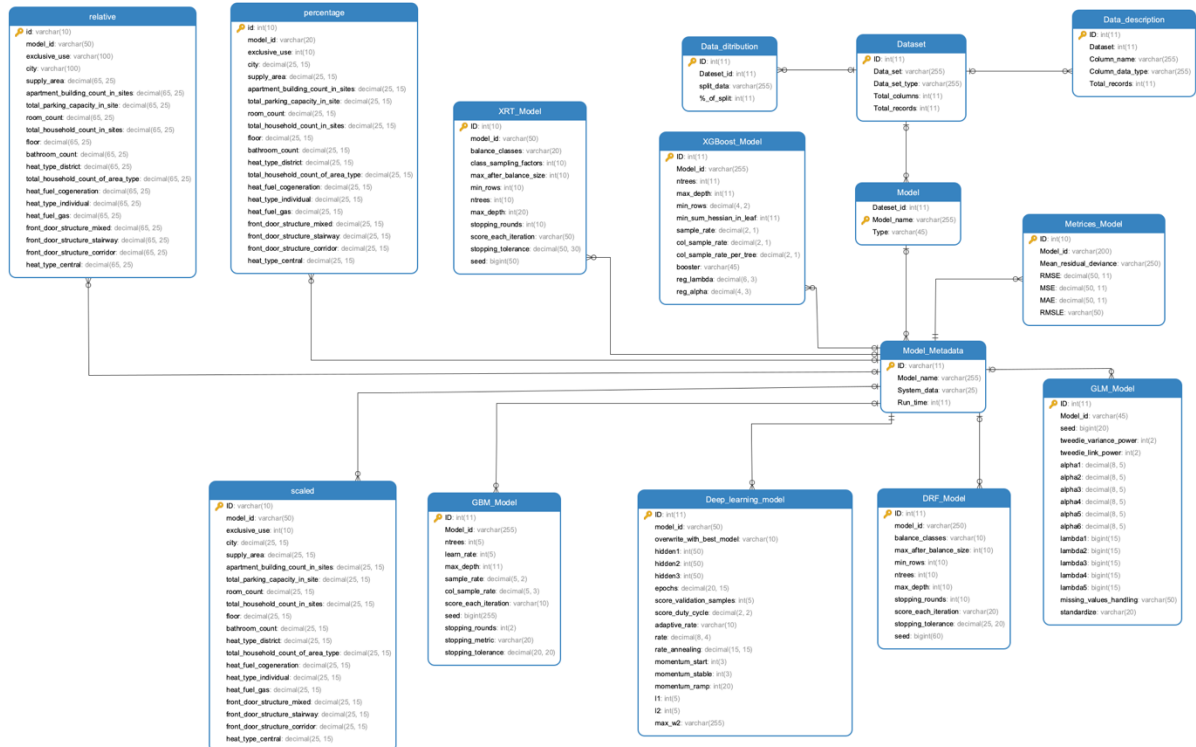 relative
id: varchar(10)
model_id: varchar(50)
exclusive_use: varchar(100)
city: varchar(100)
supply_area: decimal(65, 25)
apartment_building_count_in_sites: decimal(65, 25)
total_parking_capacity_in_site: decimal(65, 25)
room_count: decimal(65, 25)
total_household_count_in_sites: decimal(65, 25)
floor: decimal(65, 25)
bathroom_count: decimal(65, 25)
heat_type_district: decimal(65, 25)
total_household_count_of_area_type: decimal(65, 25)
heat_fuel_cogeneration: decimal(65, 25)
heat_type_individual: decimal(65, 25)
heat_fuel_gas: decimal(65, 25)
front_door_structure_mixed: decimal(65, 25)
front_door_structure_stairway: decimal(65, 25)
front_door_structure_corridor: decimal(65, 25)
heat_type_central: decimal(65, 25)
percentage
id: int(10)
model_id: varchar(20)
exclusive_use: int(10)
city: decimal(25, 15)
supply_area: decimal(25, 15)
apartment_building_count_in_sites: decimal(25, 15)
total_parking_capacity_in_site: decimal(25, 15)
room_count: decimal(25, 15)
total_household_count_in_sites: decimal(25, 15)
floor: decimal(25, 15)
bathroom_count: decimal(25, 15)
heat_type_district: decimal(25, 15)
total_household_count_of_area_type: decimal(25, 15)
heat_fuel_cogeneration: decimal(25, 15)
heat_type_individual: decimal(25, 15)
heat_fuel_gas: decimal(25, 15)
front_door_structure_mixed: decimal(25, 15)
front_door_structure_stairway: decimal(25, 15)
front_door_structure_corridor: decimal(25, 15)
heat_type_central: decimal(25, 15)
XRT_Model
ID: int(10)
model_id: varchar(50)
balance_classes: varchar(20)
class_sampling_factors: int(10)
max_after_balance_size: int(10)
min_rows: int(10)
ntrees: int(10)
max_depth: int(20)
stopping_rounds: int(10)
score_each_iteration: varchar(50)
stopping_tolerance: decimal(50, 30)
seed: bigint(50)
Data_ditribution
ID: int(11)
Dateset_id: int(11)
split_data: varchar(255)
%_of_split: int(11)
Dataset
ID: int(11)
Data_set: varchar(255)
Data_set_type: varchar(255)
Total_columns: int(11)
Total_records: int(11)
Data_description
ID: int(11)
Dataset: int(11)
Column_name: varchar(255)
Column_data_type: varchar(255)
Total_records: int(11)
XGBoost_Model
ID: int(11)
Model_id: varchar(255)
ntrees: int(11)
max_depth: int(11)
min_rows: decimal(4, 2)
min_sum_hessian_in_leaf: int(11)
sample_rate: decimal(2, 1)
col_sample_rate: decimal(2, 1)
col_sample_rate_per_tree: decimal(2, 1)
booster: varchar(45)
reg_lambda: decimal(6, 3)
reg_alpha: decimal(4, 3)
Model
Dateset_id: int(11)
Model_name: varchar(255)
Type: varchar(45)
Metrices_Model
ID: int(10)
Model_id: varchar(200)
Mean_residual_deviance: varchar(250)
RMSE: decimal(50, 11)
MSE: decimal(50, 11)
MAE: decimal(50, 11)
RMSLE: varchar(50)
Model_Metadata
ID: varchar(11)
Model_name: varchar(255)
System_data: varchar(25)
Run_time: int(11)
GLM_Model
ID: int(11)
Model_id: varchar(45)
seed: bigint(20)
tweedie_variance_power: int(2)
tweedie_link_power: int(2)
alpha1: decimal(8, 5)
alpha2: decimal(8, 5)
alpha3: decimal(8, 5)
alpha4: decimal(8, 5)
alpha5: decimal(8, 5)
alpha6: decimal(8, 5)
lambda1: bigint(15)
lambda2: bigint(15)
lambda3: bigint(15)
lambda4: bigint(15)
lambda5: bigint(15)
missing_values_handling: varchar(50)
standardize: varchar(20)
scaled
ID: varchar(10)
model_id: varchar(50)
exclusive_use: int(10)
city: decimal(25, 15)
supply_area: decimal(25, 15)
apartment_building_count_in_sites: decimal(25, 15)
total_parking_capacity_in_site: decimal(25, 15)
room_count: decimal(25, 15)
total_household_count_in_sites: decimal(25, 15)
floor: decimal(25, 15)
bathroom_count: decimal(25, 15)
heat_type_district: decimal(25, 15)
total_household_count_of_area_type: decimal(25, 15)
heat_fuel_cogeneration: decimal(25, 15)
heat_type_individual: decimal(25, 15)
heat_fuel_gas: decimal(25, 15)
front_door_structure_mixed: decimal(25, 15)
front_door_structure_stairway: decimal(25, 15)
front_door_structure_corridor: decimal(25, 15)
heat_type_central: decimal(25, 15)
GBM_Model
ID: int(11)
Model_id: varchar(255)
ntrees: int(5)
learn_rate: int(5)
max_depth: int(11)
sample_rate: decimal(5, 2)
col_sample_rate: decimal(5, 3)
score_each_iteration: varchar(10)
seed: bigint(255)
stopping_rounds: int(2)
stopping_metric: varchar(20)
stopping_tolerance: decimal(20, 20)
Deep_learning_model
ID: int(11)
model_id: varchar(50)
overwrite_with_best_model: varchar(10)
hidden1: int(50)
hidden2: int(50)
hidden3: int(50)
epochs: decimal(20, 15)
score_validation_samples: int(5)
score_duty_cycle: decimal(2, 2)
adaptive_rate: varchar(10)
rate: decimal(8, 4)
rate_annealing: decimal(15, 15)
momentum_start: int(3)
momentum_stable: int(3)
momentum_ramp: int(20)
l1: int(5)
l2: int(5)
max_w2: varchar(255)
DRF_Model
ID: int(11)
model_id: varchar(250)
balance_classes: varchar(10)
max_after_balance_size: int(10)
min_rows: int(10)
ntrees: int(10)
max_depth: int(10)
stopping_rounds: int(10)
score_each_iteration: varchar(20)
stopping_tolerance: decimal(25, 20)
seed: bigint(60)